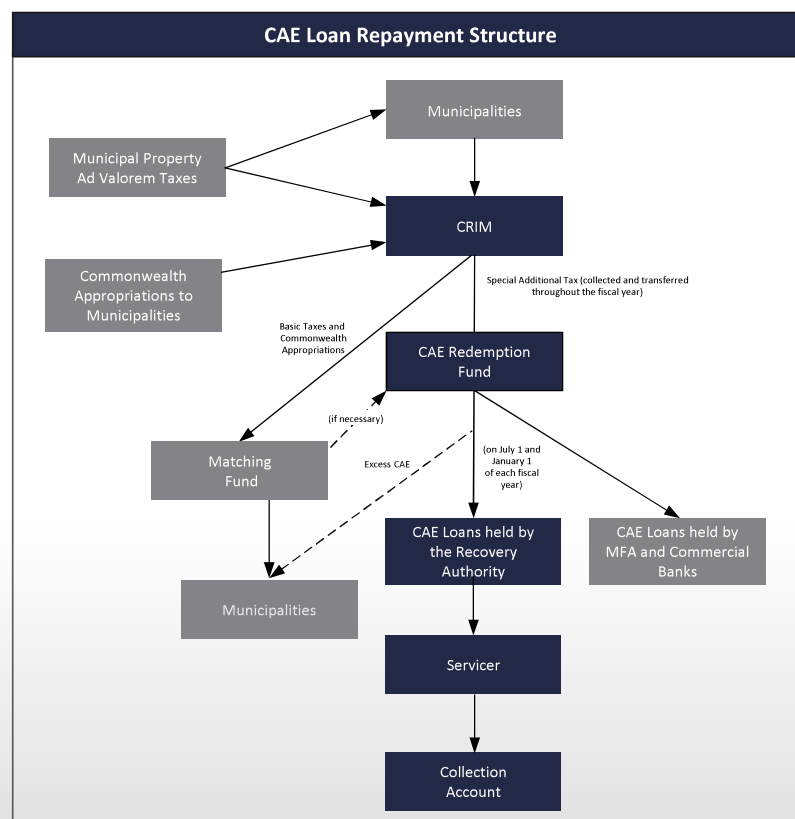 CAE Loan Repayment Structure
Municipalities
Municipal Property
Ad Valorem Taxes
CRIM
Commonwealth
Appropriations to
Municipalities
Special Additional Tax (collected and transferred
throughout the fiscal year)
Basic Taxes and
Commonwealth
Appropriations
CAE Redemption
Fund
(if necessary)
Matching
Fund
Excess CAE
(on July 1 and
January 1
of each fiscal
year)
CAE Loans held by
the Recovery
Authority
CAE Loans held by
MFA and Commercial
Banks
Municipalities
Servicer
Collection
Account